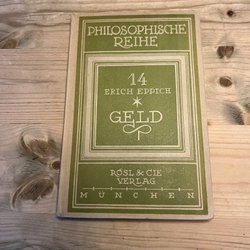 PHILOSOPHISCHE
REIHE
14
ERICH EPPICH
GELD
RÖSL & CIE
VERLAG
MÜNCHEN